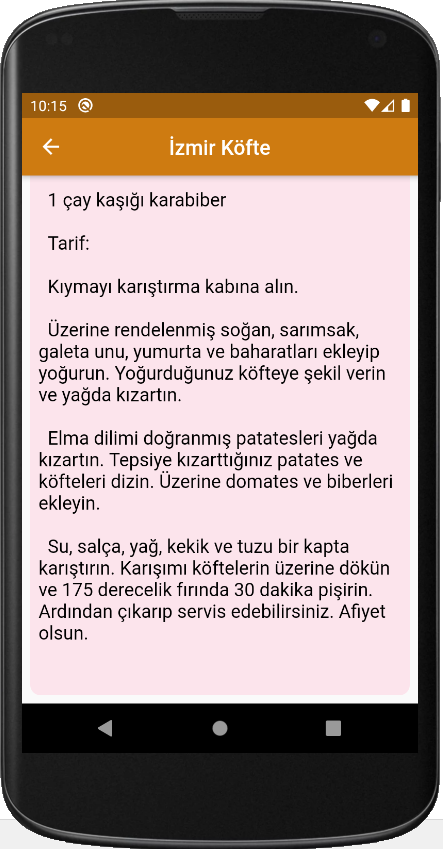 10:15
İzmir Köfte
1 çay kaşığı karabiber
Tarif:
Kıymayı karıştırma kabına alın.
Üzerine rendelenmiş soğan, sarımsak,
galeta unu, yumurta ve baharatları ekleyip
yoğurun. Yoğurduğunuz köfteye şekil verin
ve yağda kızartın.
Elma dilimi doğranmış patatesleri yağda
kızartın. Tepsiye kızarttığınız patates ve
köfteleri dizin. Üzerine domates ve biberleri
ekleyin.
Su, salça, yağ, kekik ve tuzu bir kapta
karıştırın. Karışımı köftelerin üzerine dökün
ve 175 derecelik fırında 30 dakika pişirin.
Ardından çıkarıp servis edebilirsiniz. Afiyet
olsun.